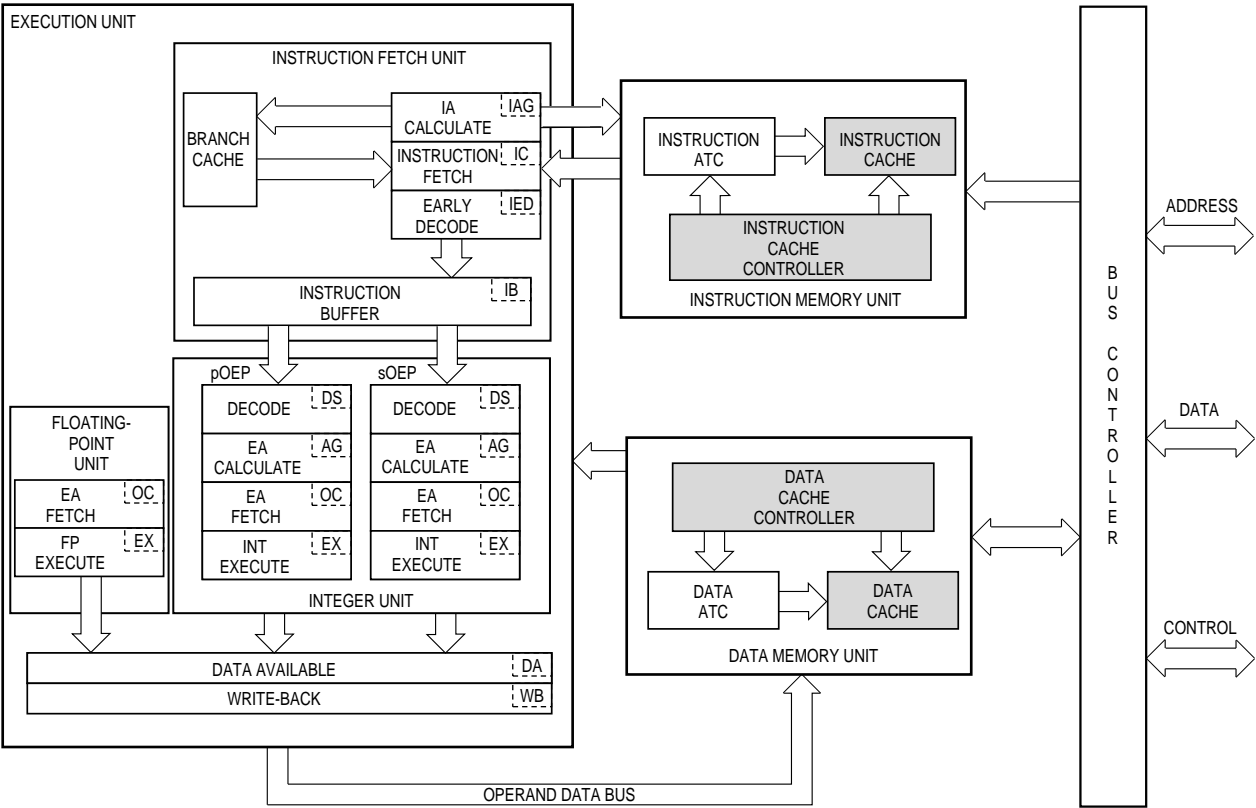 EXECUTION UNIT
INSTRUCTION FETCH UNIT
BRANCH
CACHE
IA
CALCULATE
IAG
INSTRUCTION
FETCH
IC
EARLY
DECODE
IED
INSTRUCTION
BUFFER
IB
pOEP
sOEP
DECODE
DS
EA
CALCULATE
AG
EA
FETCH
OC
INT
EXECUTE
EX
DECODE
DS
EA
CALCULATE
AG
EA
FETCH
OC
INT
EXECUTE
EX
INTEGER UNIT
FLOATING-
POINT
UNIT
EA
FETCH
OC
FP
EXECUTE
EX
DATA AVAILABLE
DA
WRITE-BACK
WB
INSTRUCTION
ATC
INSTRUCTION
CACHE
INSTRUCTION
CACHE
CONTROLLER
INSTRUCTION MEMORY UNIT
DATA
CACHE
CONTROLLER
DATA
ATC
DATA
CACHE
DATA MEMORY UNIT
OPERAND DATA BUS
BUS CONTROLLER
ADDRESS
DATA
CONTROL